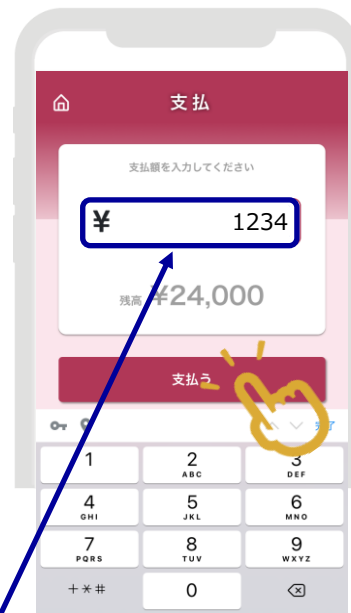 支払
支払額を入力してください
¥ 1234
残高 ¥24,000
支払う
完了
1 2 3
ABC DEF
4 5 6
GHI JKL MNO
7 8 9
PQRS TUV WXYZ
+*# 0